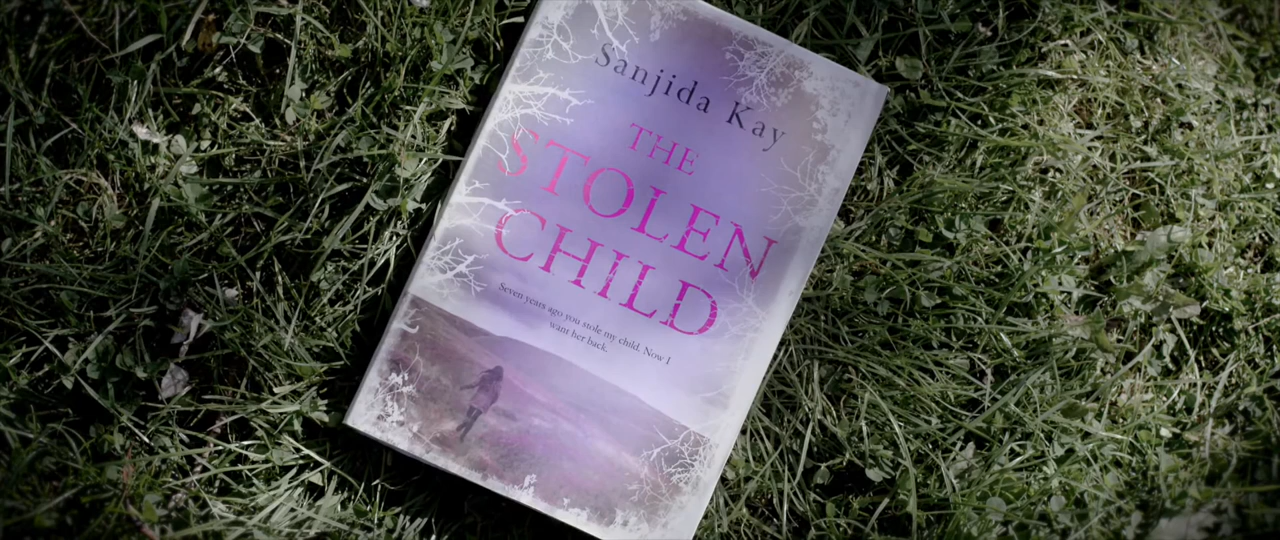 Sanjida Kay
THE
STOLEN
CHILD
Seven years ago you stole my child. Now I
want her back.